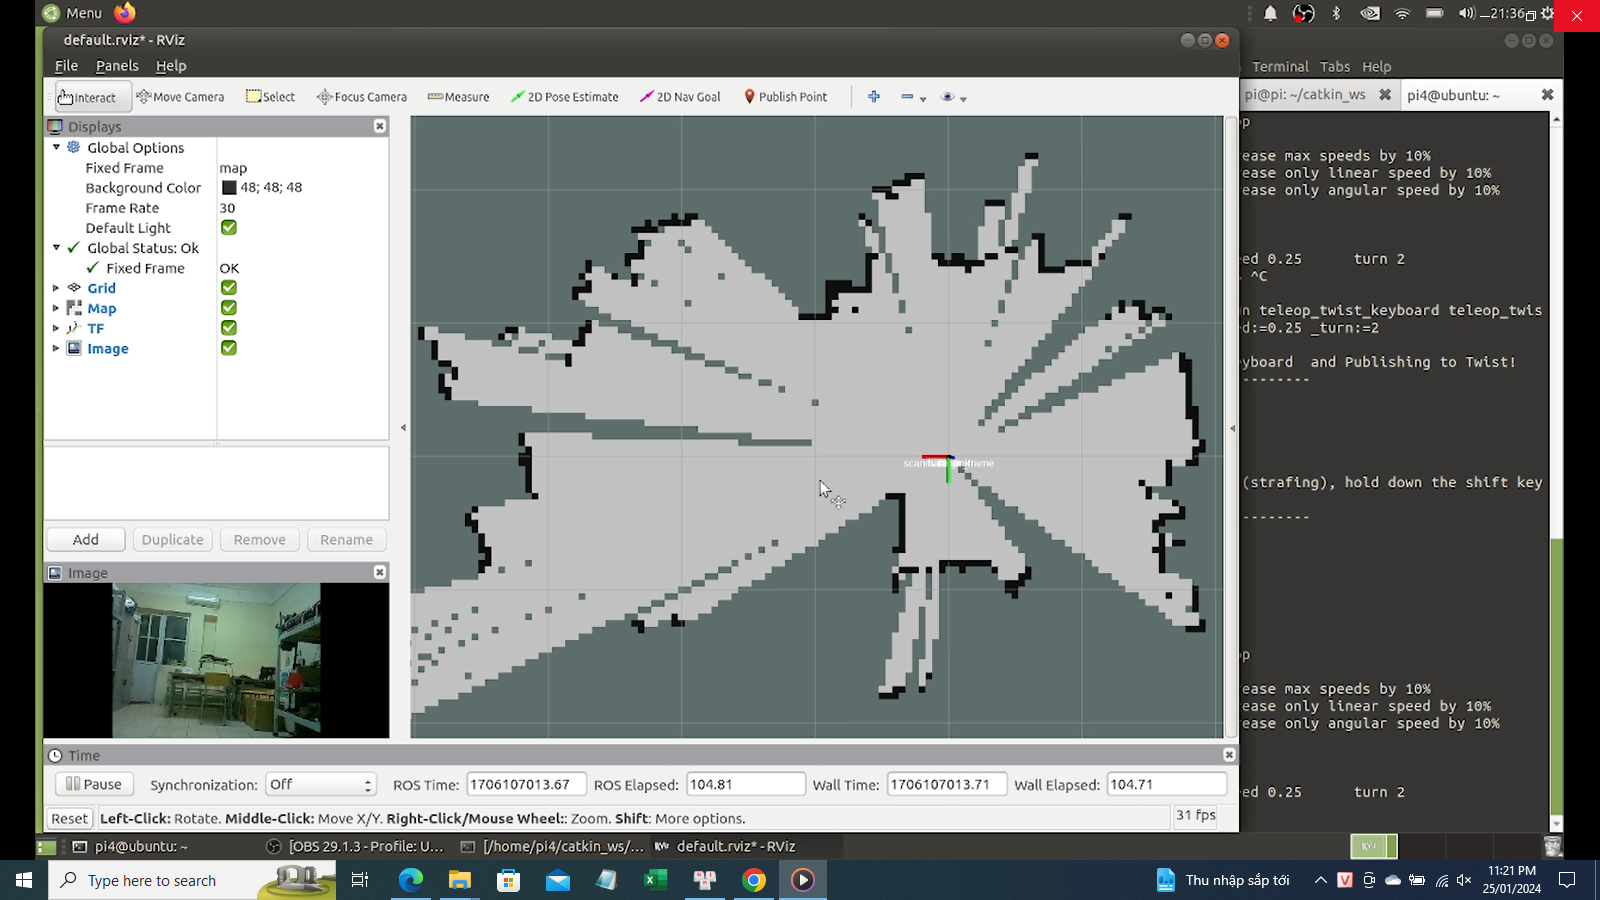 Menu
21:36
default.rviz* - RViz
File Panels Help
Terminal Tabs Help
Interact Move Camera Select Focus Camera Measure 2D Pose Estimate 2D Nav Goal Publish Point
pi@pi: ~/catkin_ws
pi4@ubuntu: ~
Displays
Global Options
Fixed Frame map
Background Color 48; 48; 48
Frame Rate 30
Default Light
Global Status: Ok
Fixed Frame OK
Grid
Map
TF
Image
Add Duplicate Remove Rename
Image
op
ease max speeds by 10%
ease only linear speed by 10%
ease only angular speed by 10%
eed 0.25 turn 2
^C
un teleop_twist_keyboard teleop_twis
ed:=0.25 _turn:=2
yboard and Publishing to Twist!
--------
(strafing), hold down the shift key
--------
op
ease max speeds by 10%
ease only linear speed by 10%
ease only angular speed by 10%
eed 0.25 turn 2
Time
Pause Synchronization: Off ROS Time: 1706107013.67 ROS Elapsed: 104.81 Wall Time: 1706107013.71 Wall Elapsed: 104.71
Reset Left-Click: Rotate. Middle-Click: Move X/Y. Right-Click/Mouse Wheel:: Zoom. Shift: More options. 31 fps
pi4@ubuntu: ~ [OBS 29.1.3 - Profile: U... [/home/pi4/catkin_ws/... default.rviz* - RViz
Type here to search
Thu nhập sắp tới
11:21 PM
25/01/2024